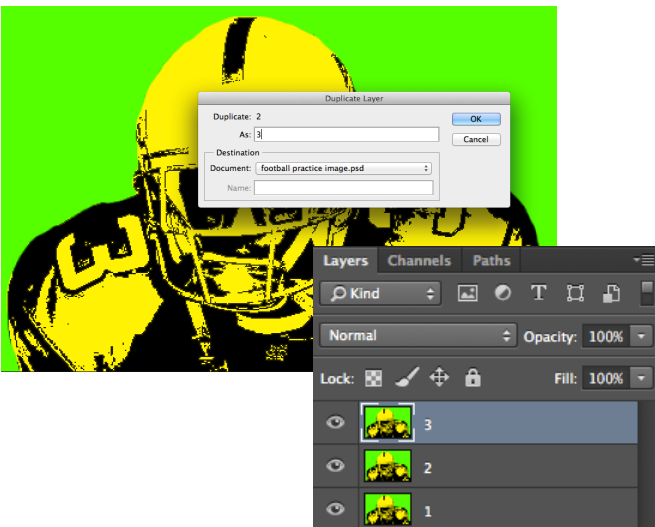 Duplicate Layer
Duplicate: 2
As: 3
OK
Cancel
Destination
Document: football practice image.psd
Name:
3
Layers Channels Paths
Kind
Normal Opacity: 100%
Lock: Fill: 100%
3
2
1